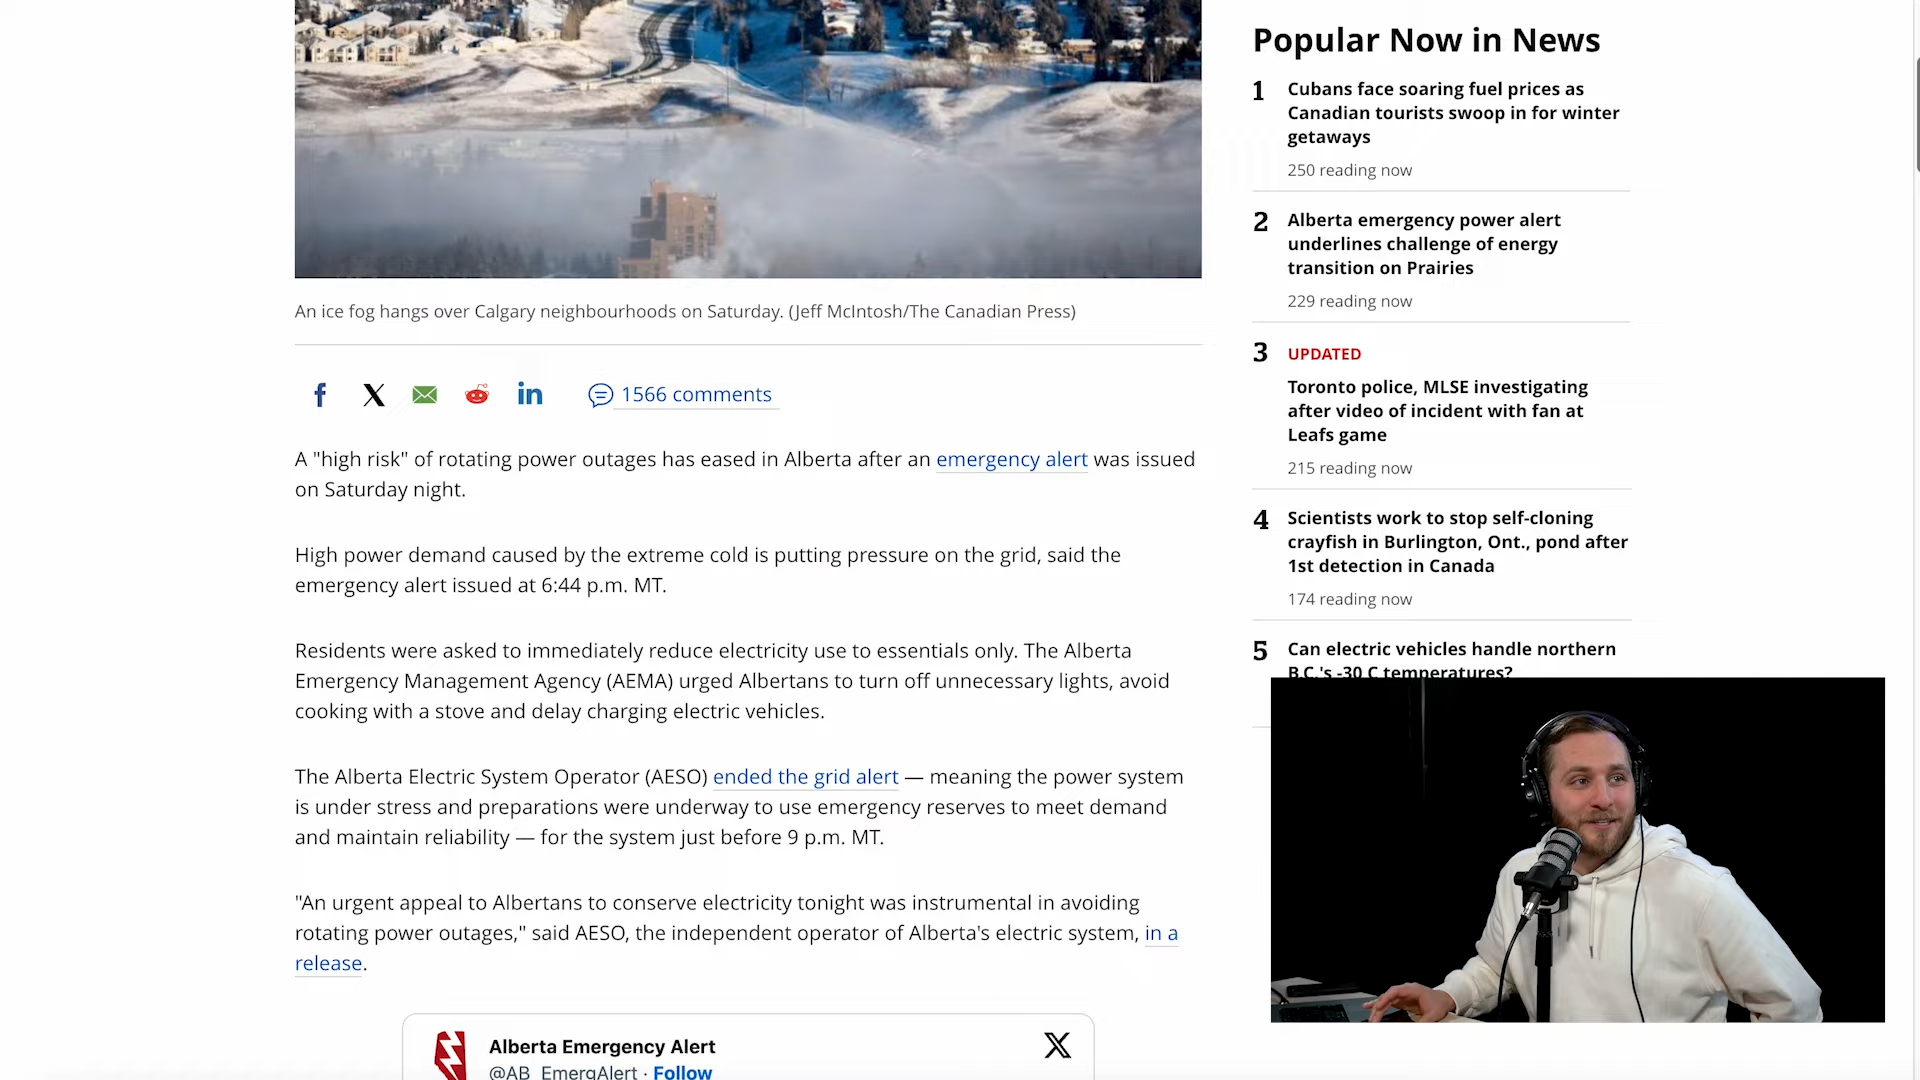 An ice fog hangs over Calgary neighbourhoods on Saturday. (Jeff McIntosh/The Canadian Press)
1566 comments
A "high risk" of rotating power outages has eased in Alberta after an emergency alert was issued
on Saturday night.
High power demand caused by the extreme cold is putting pressure on the grid, said the
emergency alert issued at 6:44 p.m. MT.
Residents were asked to immediately reduce electricity use to essentials only. The Alberta
Emergency Management Agency (AEMA) urged Albertans to turn off unnecessary lights, avoid
cooking with a stove and delay charging electric vehicles.
The Alberta Electric System Operator (AESO) ended the grid alert — meaning the power system
is under stress and preparations were underway to use emergency reserves to meet demand
and maintain reliability — for the system just before 9 p.m. MT.
"An urgent appeal to Albertans to conserve electricity tonight was instrumental in avoiding
rotating power outages," said AESO, the independent operator of Alberta's electric system, in a
release.
Alberta Emergency Alert
@AB_EmergAlert · Follow
Popular Now in News
1 Cubans face soaring fuel prices as
Canadian tourists swoop in for winter
getaways
250 reading now
2 Alberta emergency power alert
underlines challenge of energy
transition on Prairies
229 reading now
3 UPDATED
Toronto police, MLSE investigating
after video of incident with fan at
Leafs game
215 reading now
4 Scientists work to stop self-cloning
crayfish in Burlington, Ont., pond after
1st detection in Canada
174 reading now
5 Can electric vehicles handle northern
B.C.'s -30 C temperatures?